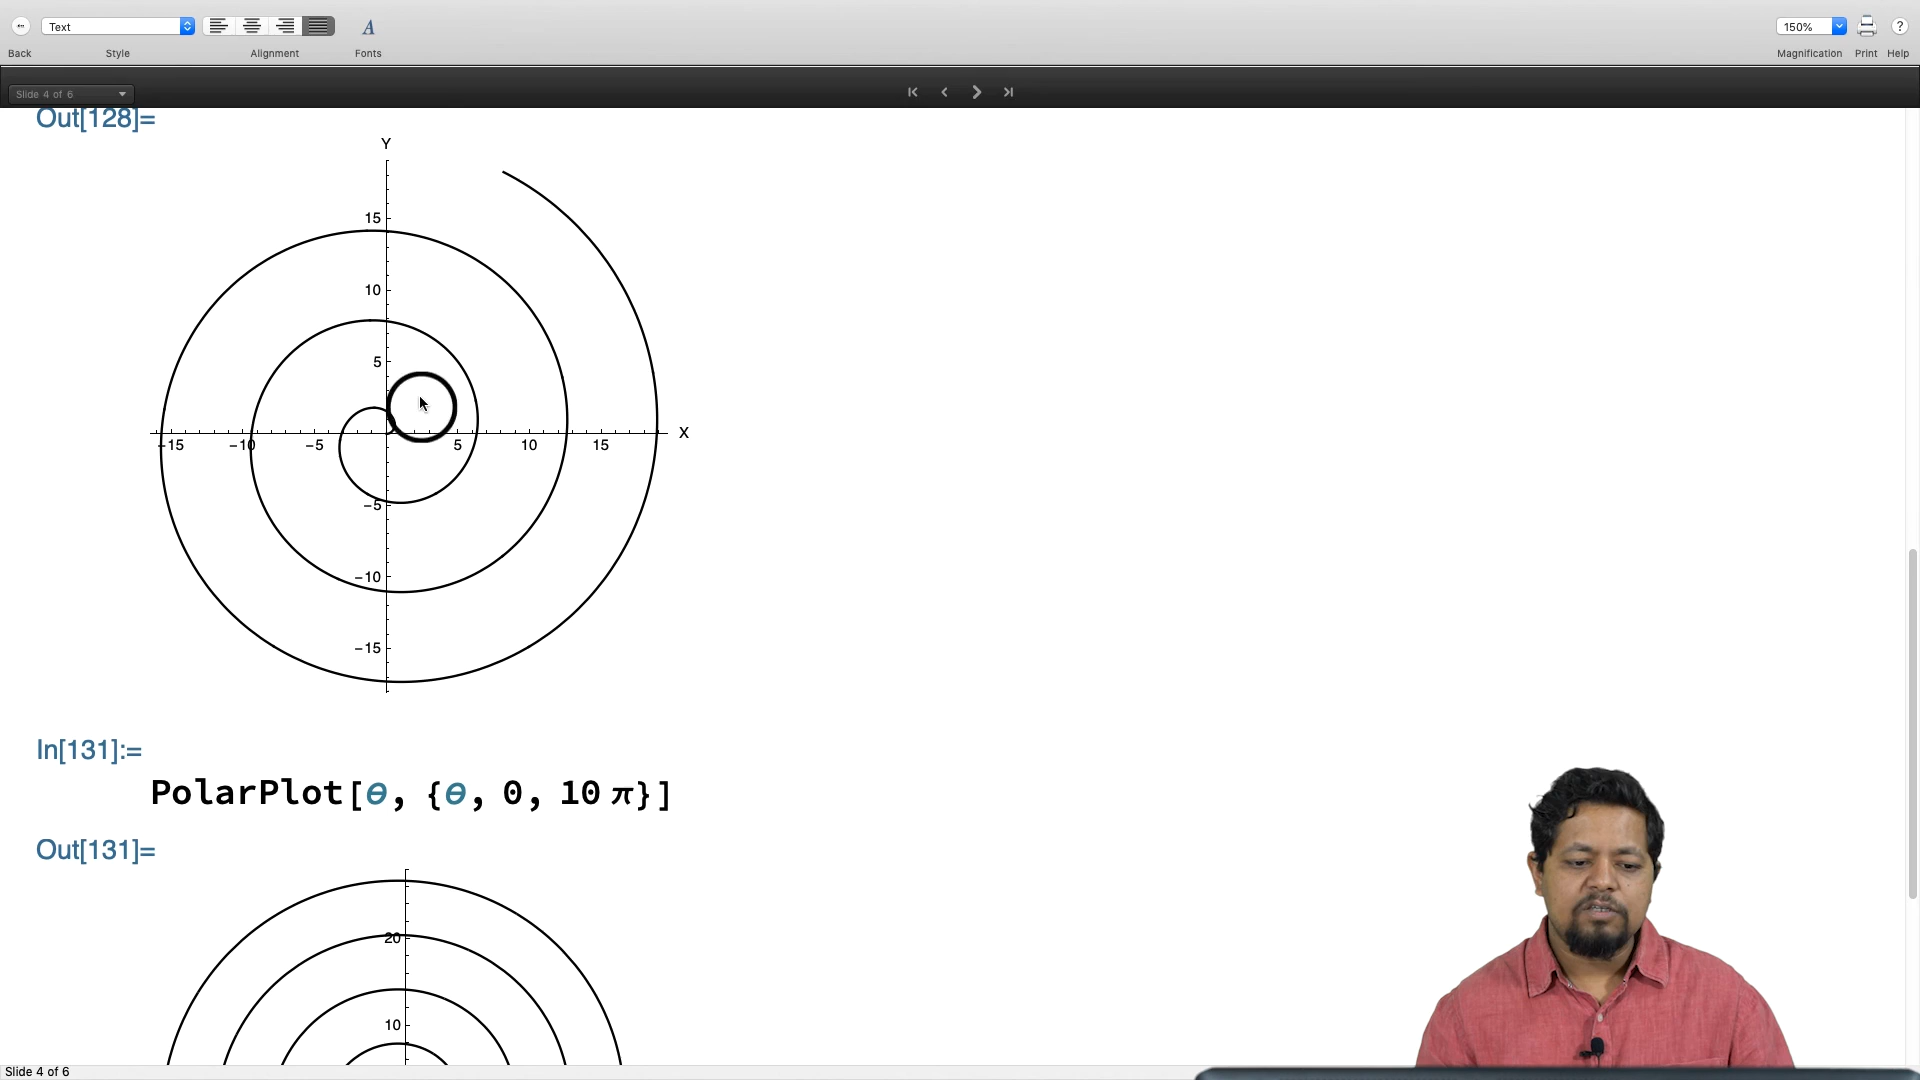 Text
150%
Back
Style
Alignment
Fonts
Magnification
Print
Help
Slide 4 of 6
Out[128]=
Y
15
10
5
X
−15
−10
−5
5
10
15
−5
−10
−15
In[131]:=
PolarPlot[θ, {θ, 0, 10 π}]
Out[131]=
20
10
Slide 4 of 6